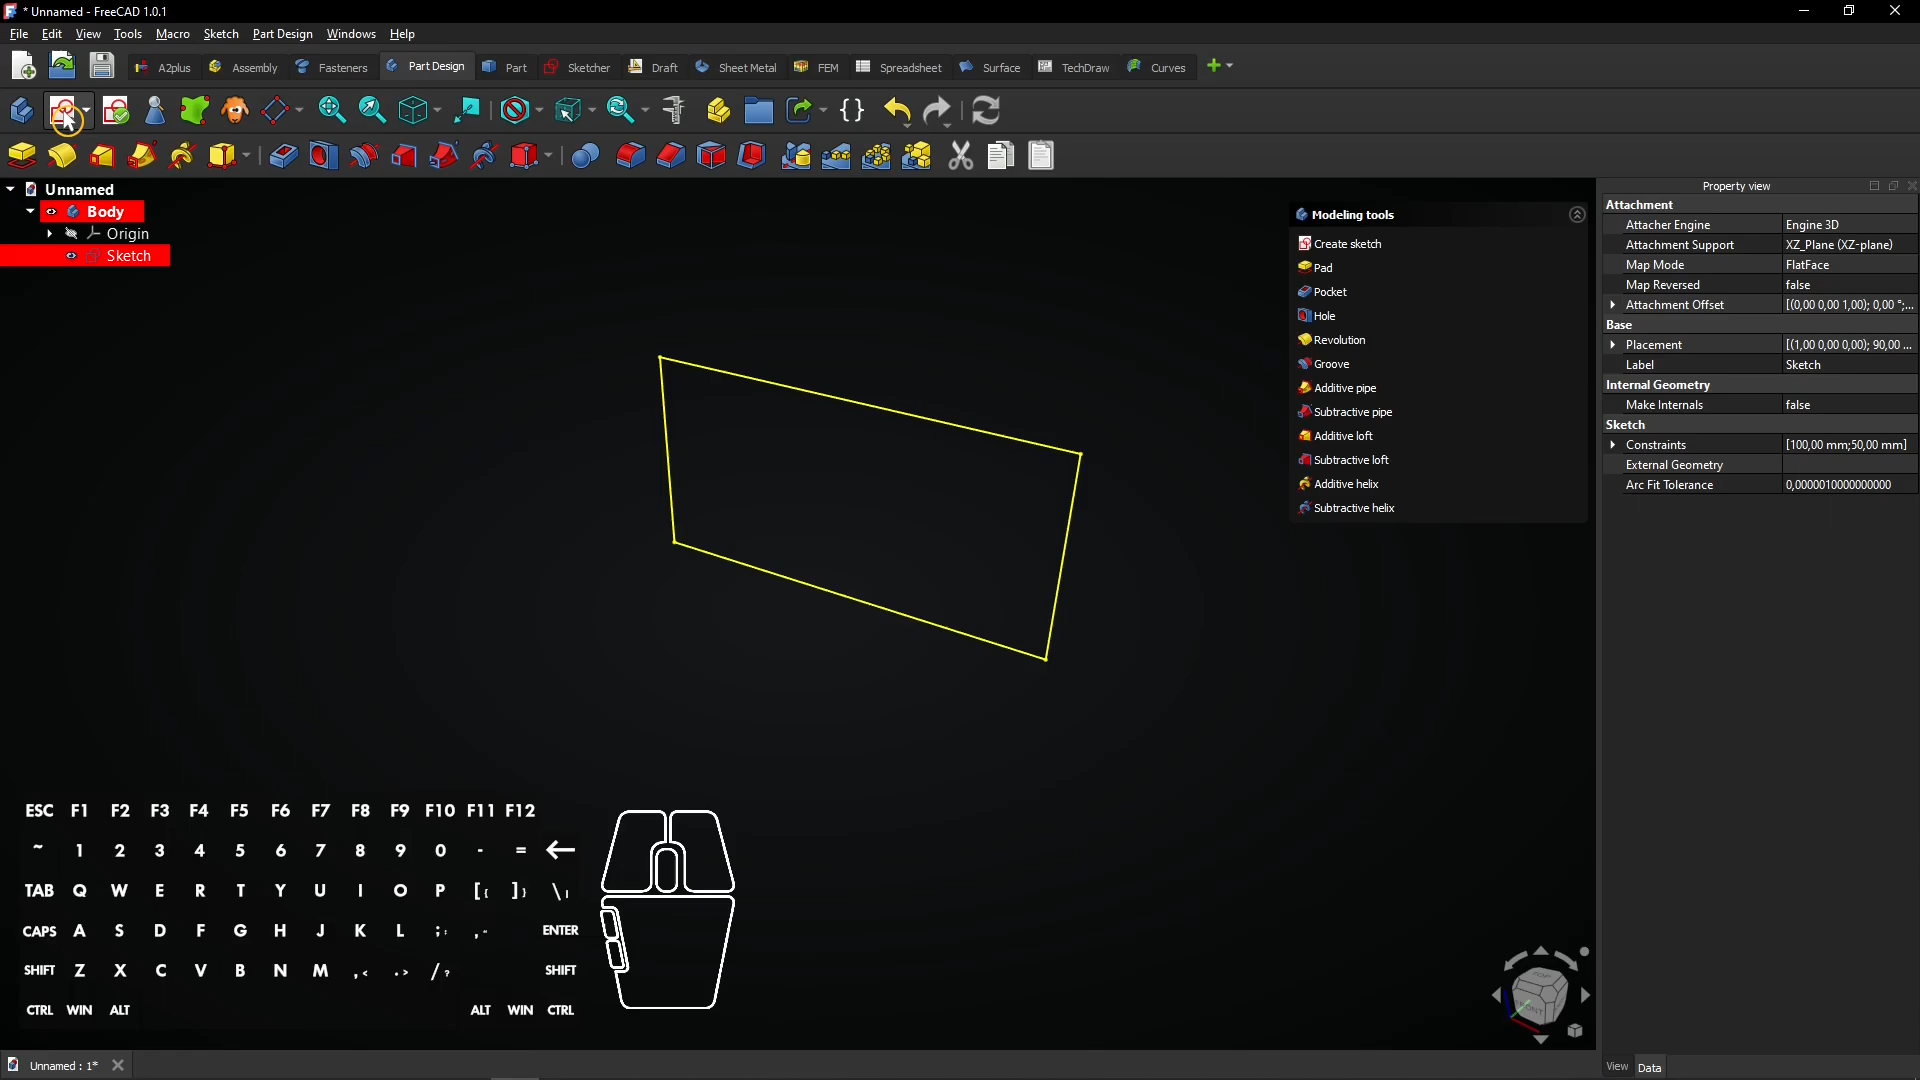 * Unnamed - FreeCAD 1.0.1
File Edit View Tools Macro Sketch Part Design Windows Help
A2plus Assembly Fasteners Part Design Part Sketcher Draft Sheet Metal FEM Spreadsheet Surface TechDraw Curves
Unnamed
Body
Origin
Sketch
Modeling tools
Create sketch
Pad
Pocket
Hole
Revolution
Groove
Additive pipe
Subtractive pipe
Additive loft
Subtractive loft
Additive helix
Subtractive helix
Property view
Attachment
Attacher Engine Engine 3D
Attachment Support XZ_Plane (XZ-plane)
Map Mode FlatFace
Map Reversed false
Attachment Offset [(0,00 0,00 1,00); 0,00 °;...
Base
Placement [(1,00 0,00 0,00); 90,00 ...
Label Sketch
Internal Geometry
Make Internals false
Sketch
Constraints [100,00 mm;50,00 mm]
External Geometry
Arc Fit Tolerance 0,0000010000000000
ESC F1 F2 F3 F4 F5 F6 F7 F8 F9 F10 F11 F12
~ 1 2 3 4 5 6 7 8 9 0 - =
TAB Q W E R T Y U I O P [{ ]} \|
CAPS A S D F G H J K L ;: ,“ ENTER
SHIFT Z X C V B N M ,< .> /? SHIFT
CTRL WIN ALT ALT WIN CTRL
TOP
FRONT
Unnamed : 1*
View Data